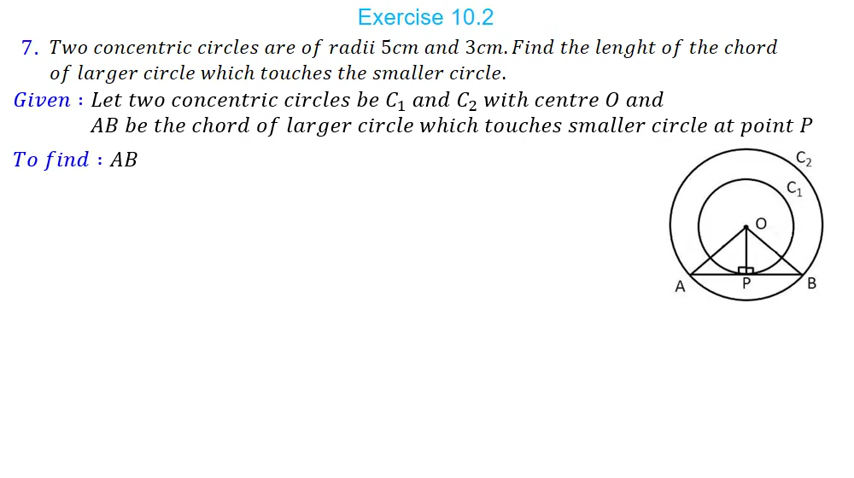 Exercise 10.2
7. Two concentric circles are of radii 5cm and 3cm. Find the lenght of the chord
of larger circle which touches the smaller circle.
Given : Let two concentric circles be C₁ and C₂ with centre O and
AB be the chord of larger circle which touches smaller circle at point P
To find : AB
C₂
C₁
O
A
P
B